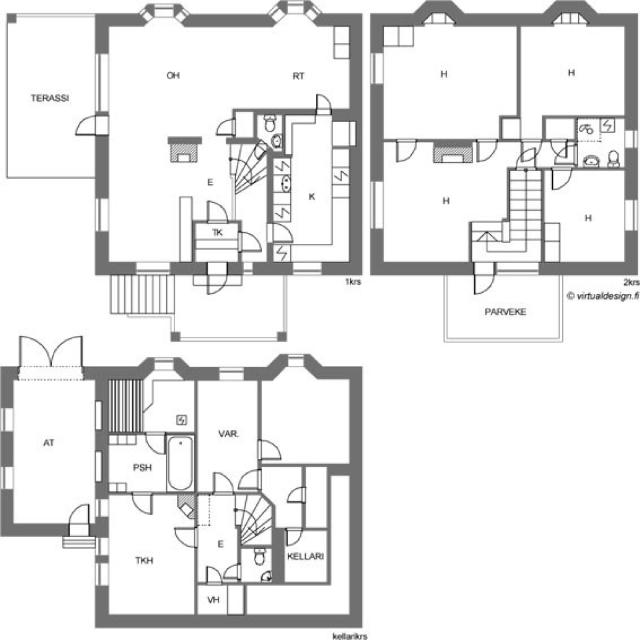 TERASSI
OH
RT
E
K
TK
1krs
H
H
H
H
2krs
© virtualdesign.fi
PARVEKE
AT
PSH
VAR.
TKH
E
KELLARI
VH
kellarikrs